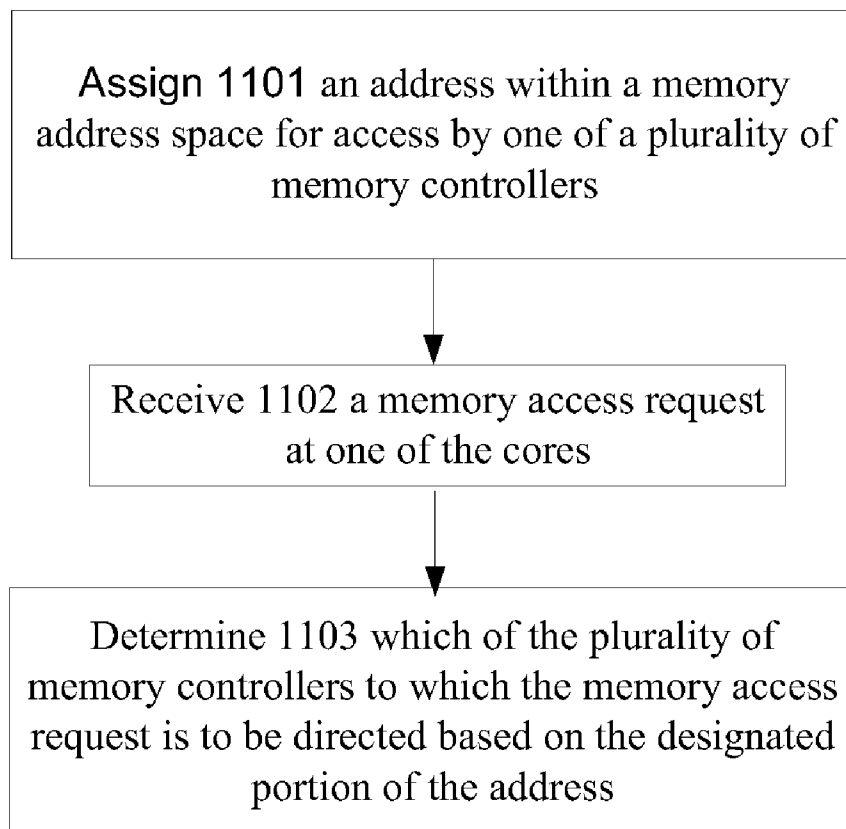 Assign 1101 an address within a memory
address space for access by one of a plurality of
memory controllers
Receive 1102 a memory access request
at one of the cores
Determine 1103 which of the plurality of
memory controllers to which the memory access
request is to be directed based on the designated
portion of the address